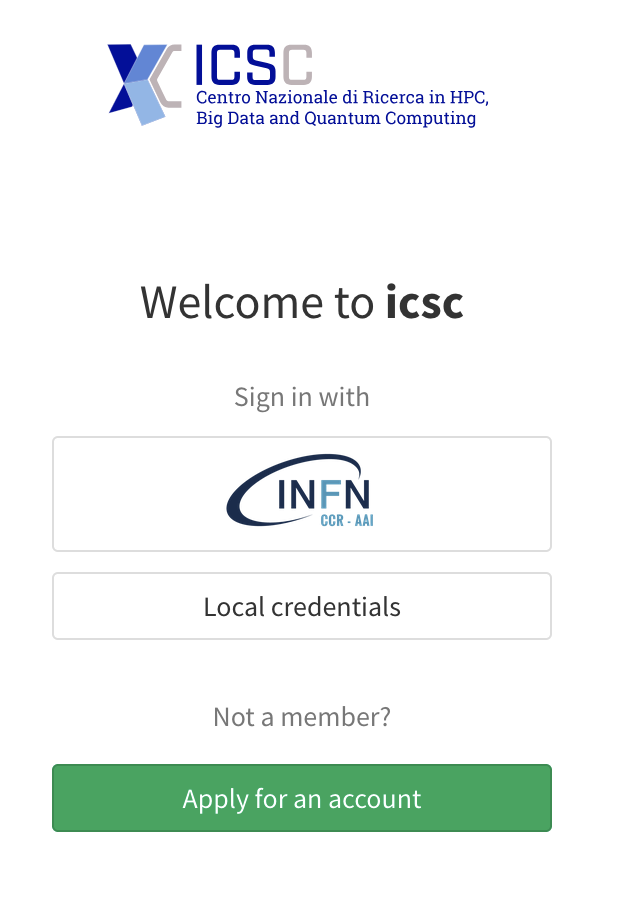 ICSC
Centro Nazionale di Ricerca in HPC,
Big Data and Quantum Computing
Welcome to icsc
Sign in with
INFN
CCR - AAI
Local credentials
Not a member?
Apply for an account